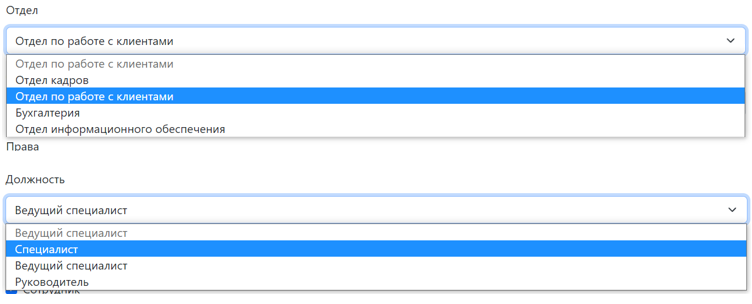 Отдел
Отдел по работе с клиентами
Отдел по работе с клиентами
Отдел кадров
Отдел по работе с клиентами
Бухгалтерия
Отдел информационного обеспечения
Права
Должность
Ведущий специалист
Ведущий специалист
Специалист
Ведущий специалист
Руководитель
Сотрудник